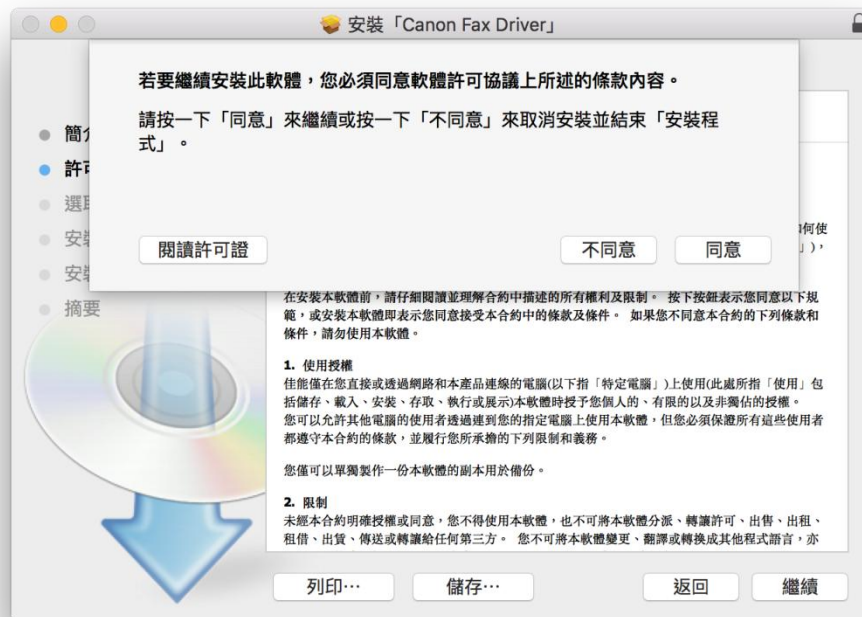 安裝「Canon Fax Driver」
若要繼續安裝此軟體，您必須同意軟體許可協議上所述的條款內容。
請按一下「同意」來繼續或按一下「不同意」來取消安裝並結束「安裝程
式」。
閱讀許可證
不同意
同意
簡介
許可
選取
安裝
安裝
摘要
何使
」)，
在安裝本軟體前，請仔細閱讀並理解合約中描述的所有權利及限制。 按下按鈕表示您同意以下規
範，或安裝本軟體即表示您同意接受本合約中的條款及條件。 如果您不同意本合約的下列條款和
條件，請勿使用本軟體。
1. 使用授權
佳能僅在您直接或透過網路和本產品連線的電腦(以下指「特定電腦」)上使用(此處所指「使用」包
括儲存、載入、安裝、存取、執行或展示)本軟體時授予您個人的、有限的以及非獨佔的授權。
您可以允許其他電腦的使用者透過連到您的指定電腦上使用本軟體，但您必須保證所有這些使用者
都遵守本合約的條款，並履行您所承擔的下列限制和義務。
您僅可以單獨製作一份本軟體的副本用於備份。
2. 限制
未經本合約明確授權或同意，您不得使用本軟體，也不可將本軟體分派、轉讓許可、出售、出租、
租借、出賃、傳送或轉讓給任何第三方。 您不可將本軟體變更、翻譯或轉換成其他程式語言，亦
列印⋯
儲存⋯
返回
繼續